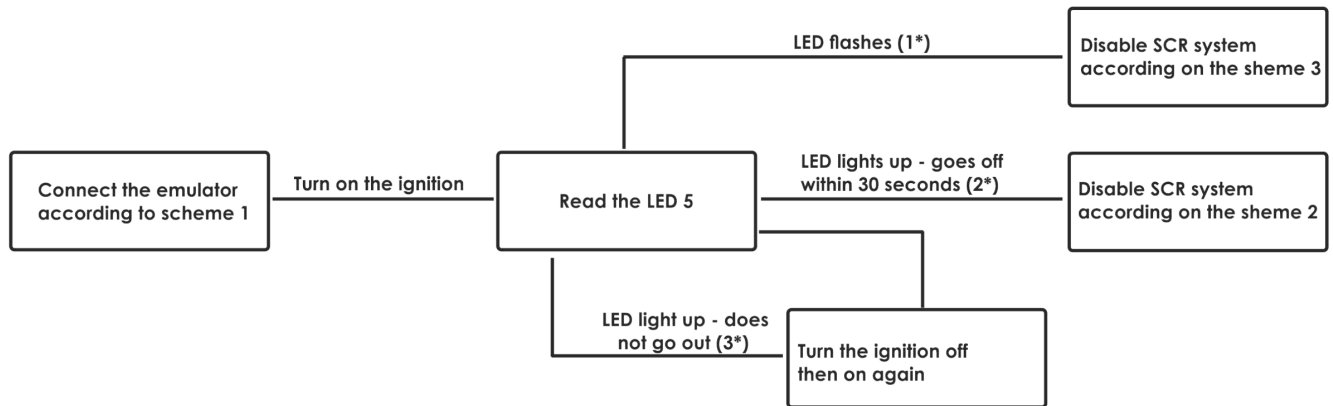 LED flashes (1*)
Disable SCR system
according on the sheme 3
Connect the emulator
according to scheme 1
Turn on the ignition
Read the LED 5
LED lights up - goes off
within 30 seconds (2*)
Disable SCR system
according on the sheme 2
LED light up - does
not go out (3*)
Turn the ignition off
then on again